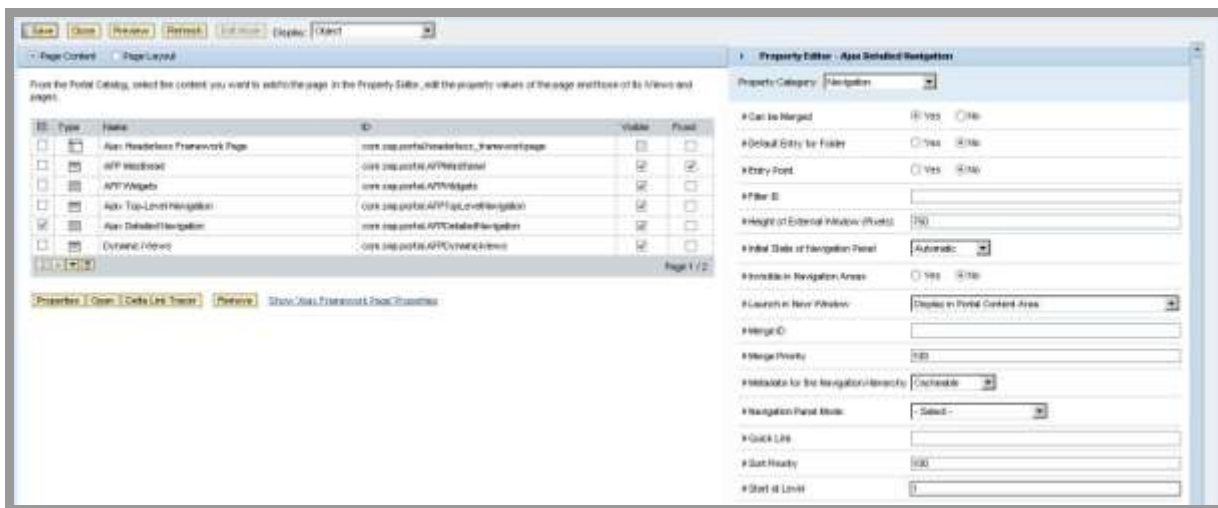 Save Close Preview Refresh Edit Mode Display: Object
Page Content Page Layout
From the Portal Catalog, select the content you want to add to the page. In the Property Editor, edit the property values of the page and those of its iViews and
pages.
Type Name ID Visible Fixed
Ajax Headerless Framework Page com.sap.portal.headerless_frameworkpage
AFP Masthead com.sap.portal.AFPMasthead
AFP Widgets com.sap.portal.AFPWidgets
Ajax Top-Level Navigation com.sap.portal.AFPTopLevelNavigation
Ajax Detailed Navigation com.sap.portal.AFPDetailedNavigation
Dynamic iViews com.sap.portal.AFPDynamicIViews
Page 1 / 2
Properties Open Delta Link Tracer Remove Show 'Ajax Framework Page' Properties
Property Editor - Ajax Detailed Navigation
Property Category: Navigation
Can be Merged Yes No
Default Entry for Folder Yes No
Entry Point Yes No
Filter ID
Height of External Window (Pixels) 750
Initial State of Navigation Panel Automatic
Invisible in Navigation Areas Yes No
Launch in New Window Display in Portal Content Area
Merge ID
Merge Priority 100
Metadata for the Navigation Hierarchy Cacheable
Navigation Panel Mode - Select -
Quick Link
Sort Priority 100
Start at Level 1